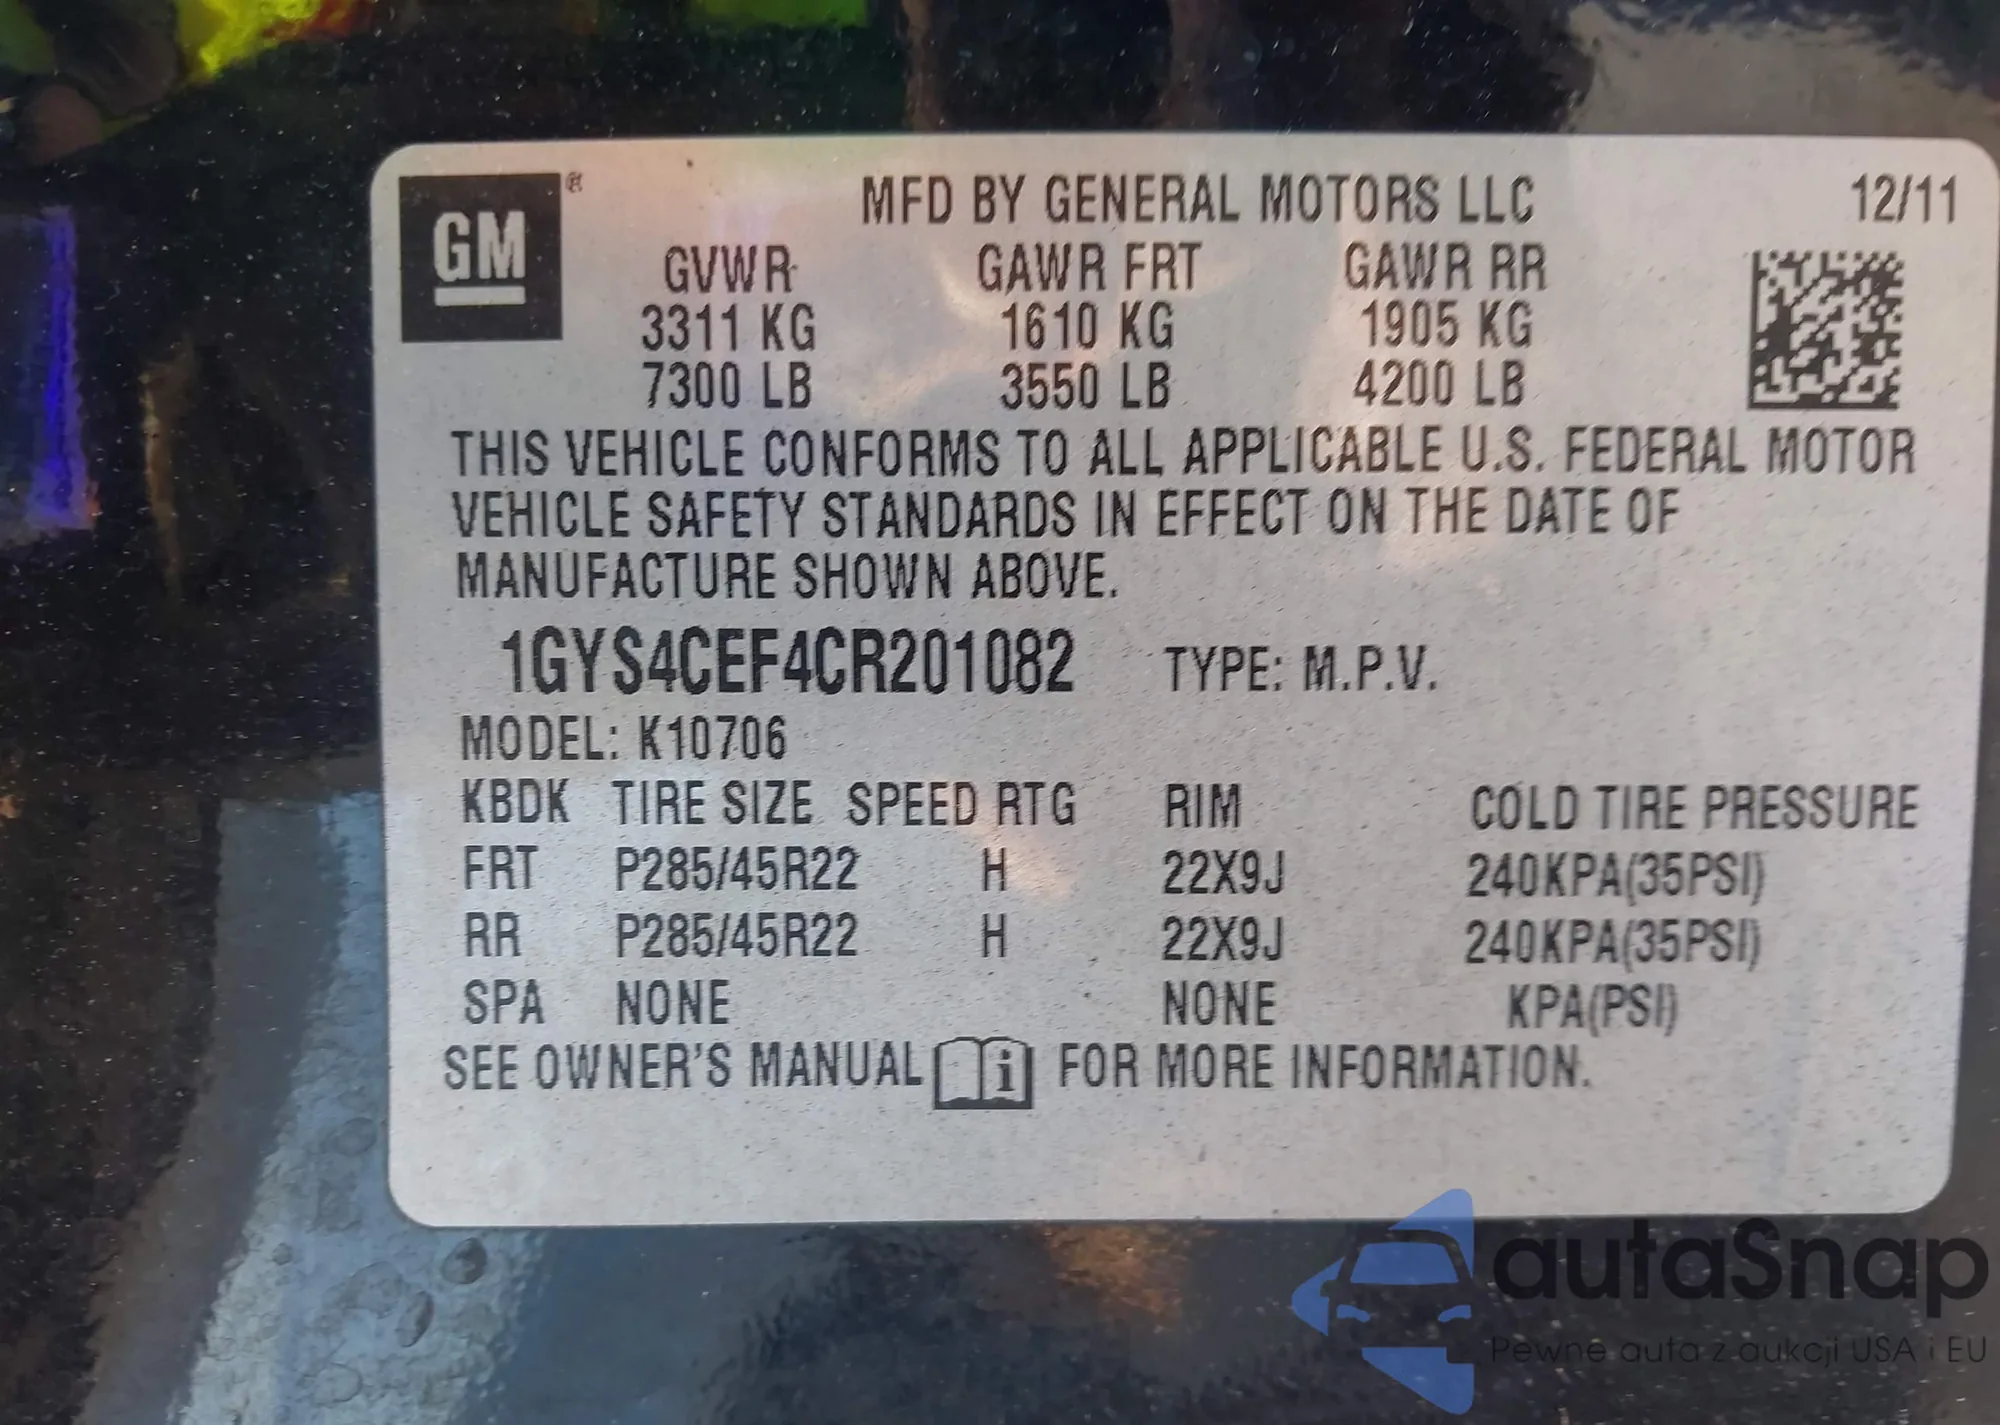 GM ® MFD BY GENERAL MOTORS LLC 12/11
GVWR GAWR FRT GAWR RR
3311 KG 1610 KG 1905 KG
7300 LB 3550 LB 4200 LB
THIS VEHICLE CONFORMS TO ALL APPLICABLE U.S. FEDERAL MOTOR
VEHICLE SAFETY STANDARDS IN EFFECT ON THE DATE OF
MANUFACTURE SHOWN ABOVE.
1GYS4CEF4CR201082 TYPE: M.P.V.
MODEL: K10706
KBDK TIRE SIZE SPEED RTG RIM COLD TIRE PRESSURE
FRT P285/45R22 H 22X9J 240KPA(35PSI)
RR P285/45R22 H 22X9J 240KPA(35PSI)
SPA NONE NONE KPA(PSI)
SEE OWNER'S MANUAL i FOR MORE INFORMATION.
autaSnap
Pewne auta z aukcji USA i EU